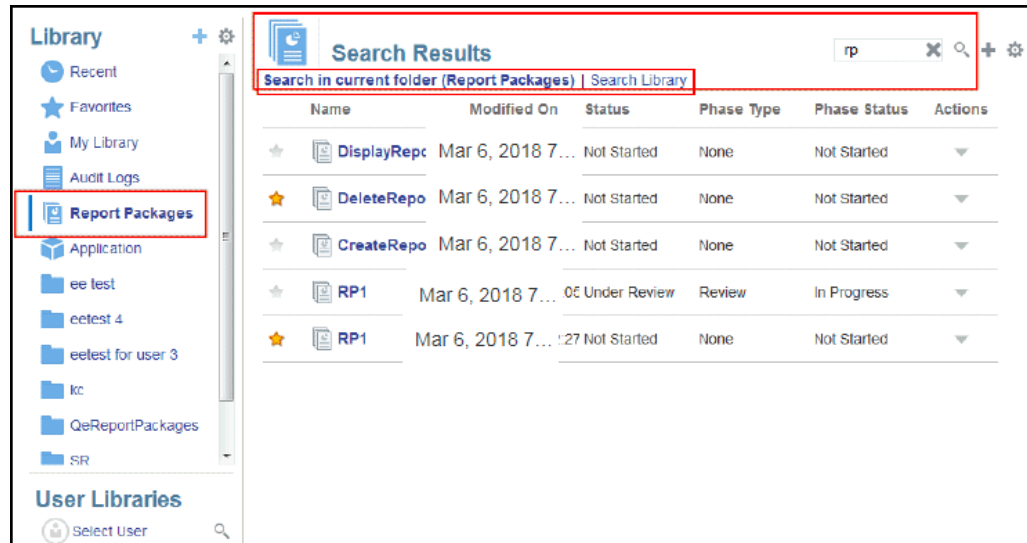 Library
Recent
Favorites
My Library
Audit Logs
Report Packages
Application
ee test
eetest 4
eetest for user 3
kc
QeReportPackages
SR
User Libraries
Select User
Search Results
rp
Search in current folder (Report Packages) | Search Library
Name Modified On Status Phase Type Phase Status Actions
DisplayRepo Mar 6, 2018 7... Not Started None Not Started
DeleteRepo Mar 6, 2018 7... Not Started None Not Started
CreateRepo Mar 6, 2018 7... Not Started None Not Started
RP1 Mar 6, 2018 7... :05 Under Review Review In Progress
RP1 Mar 6, 2018 7... :27 Not Started None Not Started